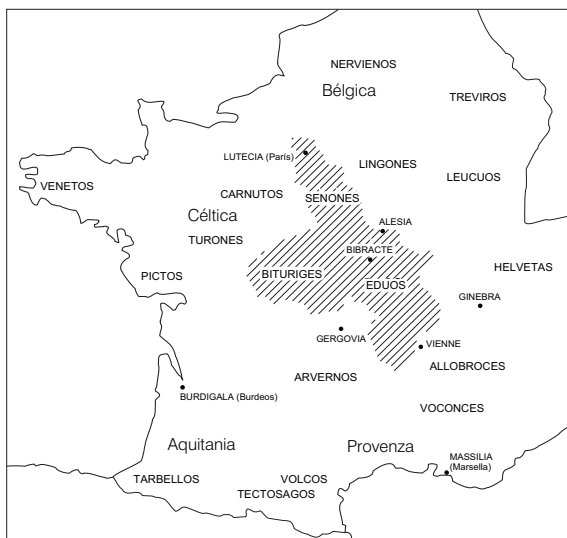 NERVIENOS
Bélgica
TREVIROS
LUTECIA (París)
LINGONES
LEUCUOS
VENETOS
CARNUTOS
SENONES
Céltica
ALESIA
TURONES
BIBRACTE
HELVETAS
PICTOS
BITURIGES
EDUOS
GINEBRA
GERGOVIA
VIENNE
ARVERNOS
ALLOBROCES
BURDIGALA (Burdeos)
VOCONCES
Aquitania
Provenza
MASSILIA
(Marsella)
TARBELLOS
VOLCOS
TECTOSAGOS